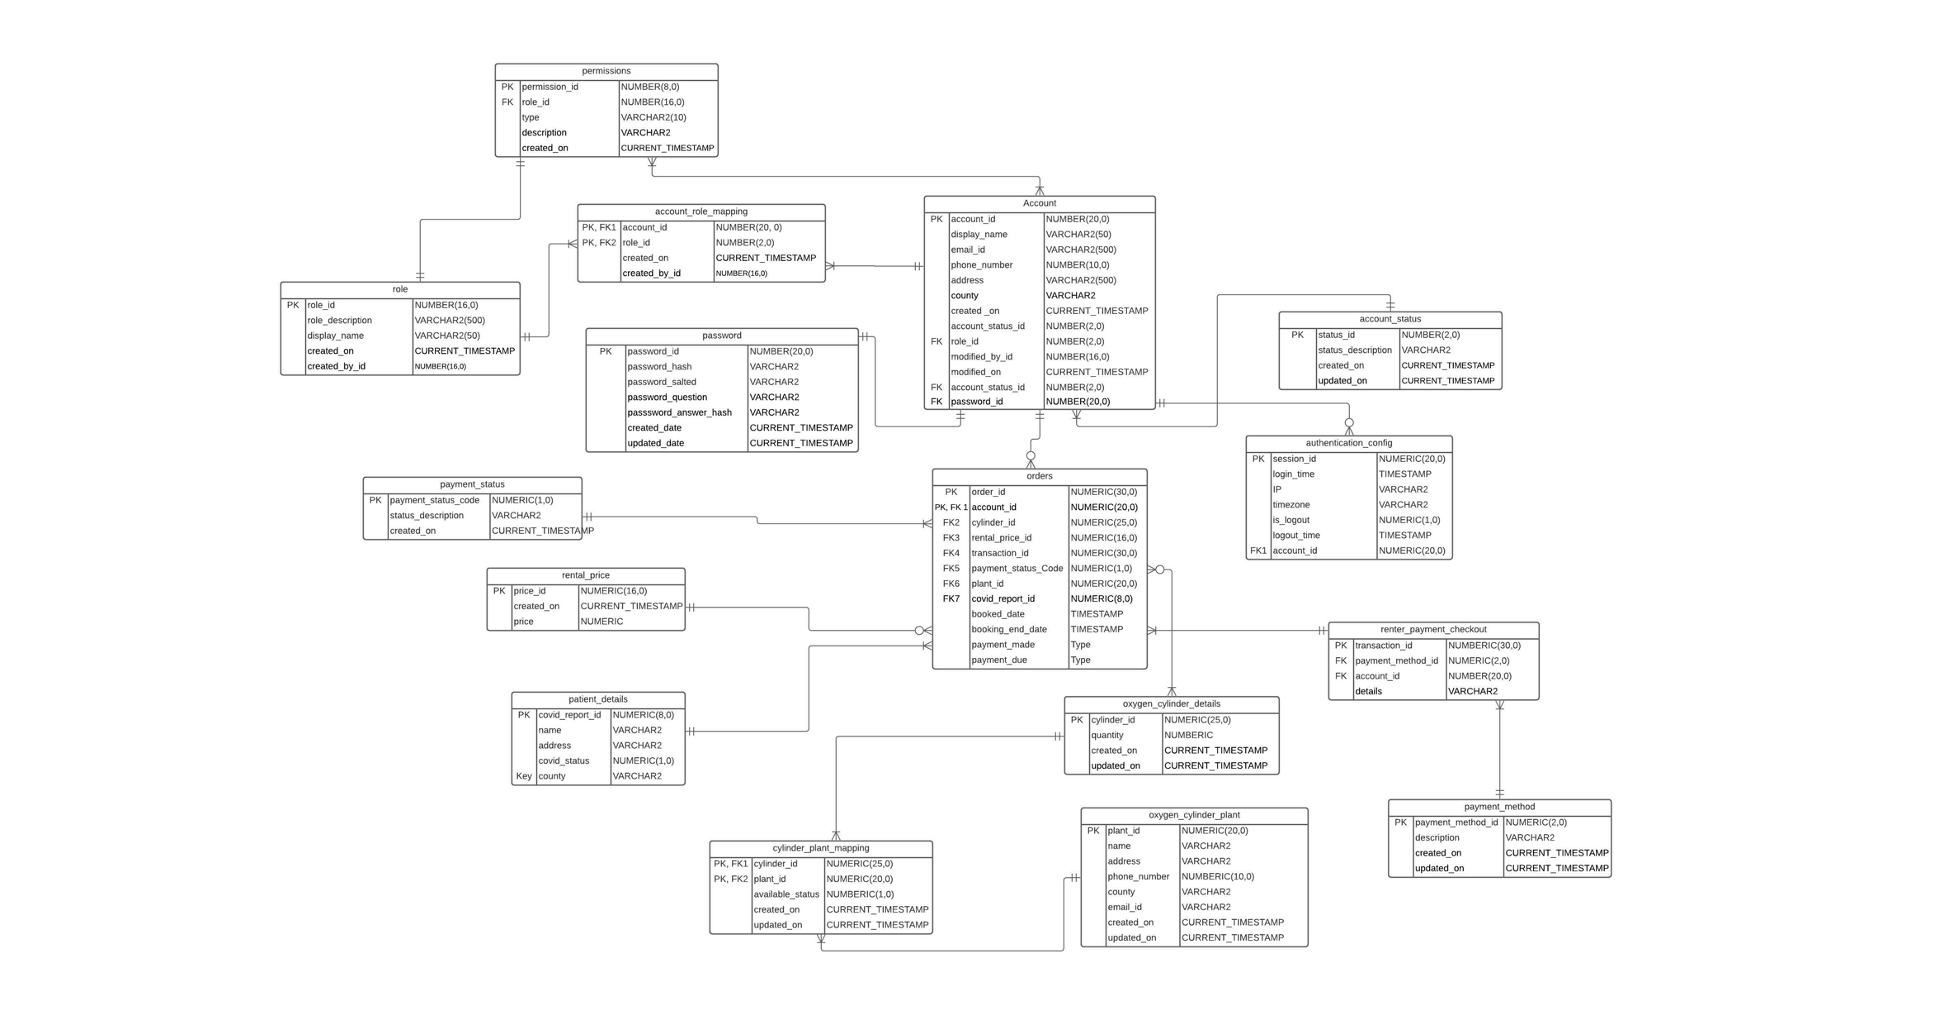 permissions
PK permission_id NUMBER(8,0)
FK role_id NUMBER(16,0)
type VARCHAR2(10)
description VARCHAR2
created_on CURRENT_TIMESTAMP
account_role_mapping
PK, FK1 account_id NUMBER(20, 0)
PK, FK2 role_id NUMBER(2,0)
created_on CURRENT_TIMESTAMP
created_by_id NUMBER(16,0)
Account
PK account_id NUMBER(20,0)
display_name VARCHAR2(50)
email_id VARCHAR2(500)
phone_number NUMBER(10,0)
address VARCHAR2(500)
county VARCHAR2
created _on CURRENT_TIMESTAMP
account_status_id NUMBER(2,0)
FK role_id NUMBER(2,0)
modified_by_id NUMBER(16,0)
modified_on CURRENT_TIMESTAMP
FK account_status_id NUMBER(2,0)
FK password_id NUMBER(20,0)
role
PK role_id NUMBER(16,0)
role_description VARCHAR2(500)
display_name VARCHAR2(50)
created_on CURRENT_TIMESTAMP
created_by_id NUMBER(16,0)
password
PK password_id NUMBER(20,0)
password_hash VARCHAR2
password_salted VARCHAR2
password_question VARCHAR2
passsword_answer_hash VARCHAR2
created_date CURRENT_TIMESTAMP
updated_date CURRENT_TIMESTAMP
account_status
PK status_id NUMBER(2,0)
status_description VARCHAR2
created_on CURRENT_TIMESTAMP
updated_on CURRENT_TIMESTAMP
authentication_config
PK session_id NUMERIC(20,0)
login_time TIMESTAMP
IP VARCHAR2
timezone VARCHAR2
is_logout NUMERIC(1,0)
logout_time TIMESTAMP
FK1 account_id NUMERIC(20,0)
payment_status
PK payment_status_code NUMERIC(1,0)
status_description VARCHAR2
created_on CURRENT_TIMESTAMP
orders
PK order_id NUMERIC(30,0)
PK, FK 1 account_id NUMERIC(20,0)
FK2 cylinder_id NUMERIC(25,0)
FK3 rental_price_id NUMERIC(16,0)
FK4 transaction_id NUMERIC(30,0)
FK5 payment_status_Code NUMERIC(1,0)
FK6 plant_id NUMERIC(20,0)
FK7 covid_report_id NUMERIC(8,0)
booked_date TIMESTAMP
booking_end_date TIMESTAMP
payment_made Type
payment_due Type
rental_price
PK price_id NUMERIC(16,0)
created_on CURRENT_TIMESTAMP
price NUMERIC
renter_payment_checkout
PK transaction_id NUMBERIC(30,0)
FK payment_method_id NUMERIC(2,0)
FK account_id NUMBER(20,0)
details VARCHAR2
patient_details
PK covid_report_id NUMERIC(8,0)
name VARCHAR2
address VARCHAR2
covid_status NUMERIC(1,0)
Key county VARCHAR2
oxygen_cylinder_details
PK cylinder_id NUMERIC(25,0)
quantity NUMBERIC
created_on CURRENT_TIMESTAMP
updated_on CURRENT_TIMESTAMP
payment_method
PK payment_method_id NUMERIC(2,0)
description VARCHAR2
created_on CURRENT_TIMESTAMP
updated_on CURRENT_TIMESTAMP
oxygen_cylinder_plant
PK plant_id NUMERIC(20,0)
name VARCHAR2
address VARCHAR2
phone_number NUMBERIC(10,0)
county VARCHAR2
email_id VARCHAR2
created_on CURRENT_TIMESTAMP
updated_on CURRENT_TIMESTAMP
cylinder_plant_mapping
PK, FK1 cylinder_id NUMERIC(25,0)
PK, FK2 plant_id NUMERIC(20,0)
available_status NUMBERIC(1,0)
created_on CURRENT_TIMESTAMP
updated_on CURRENT_TIMESTAMP